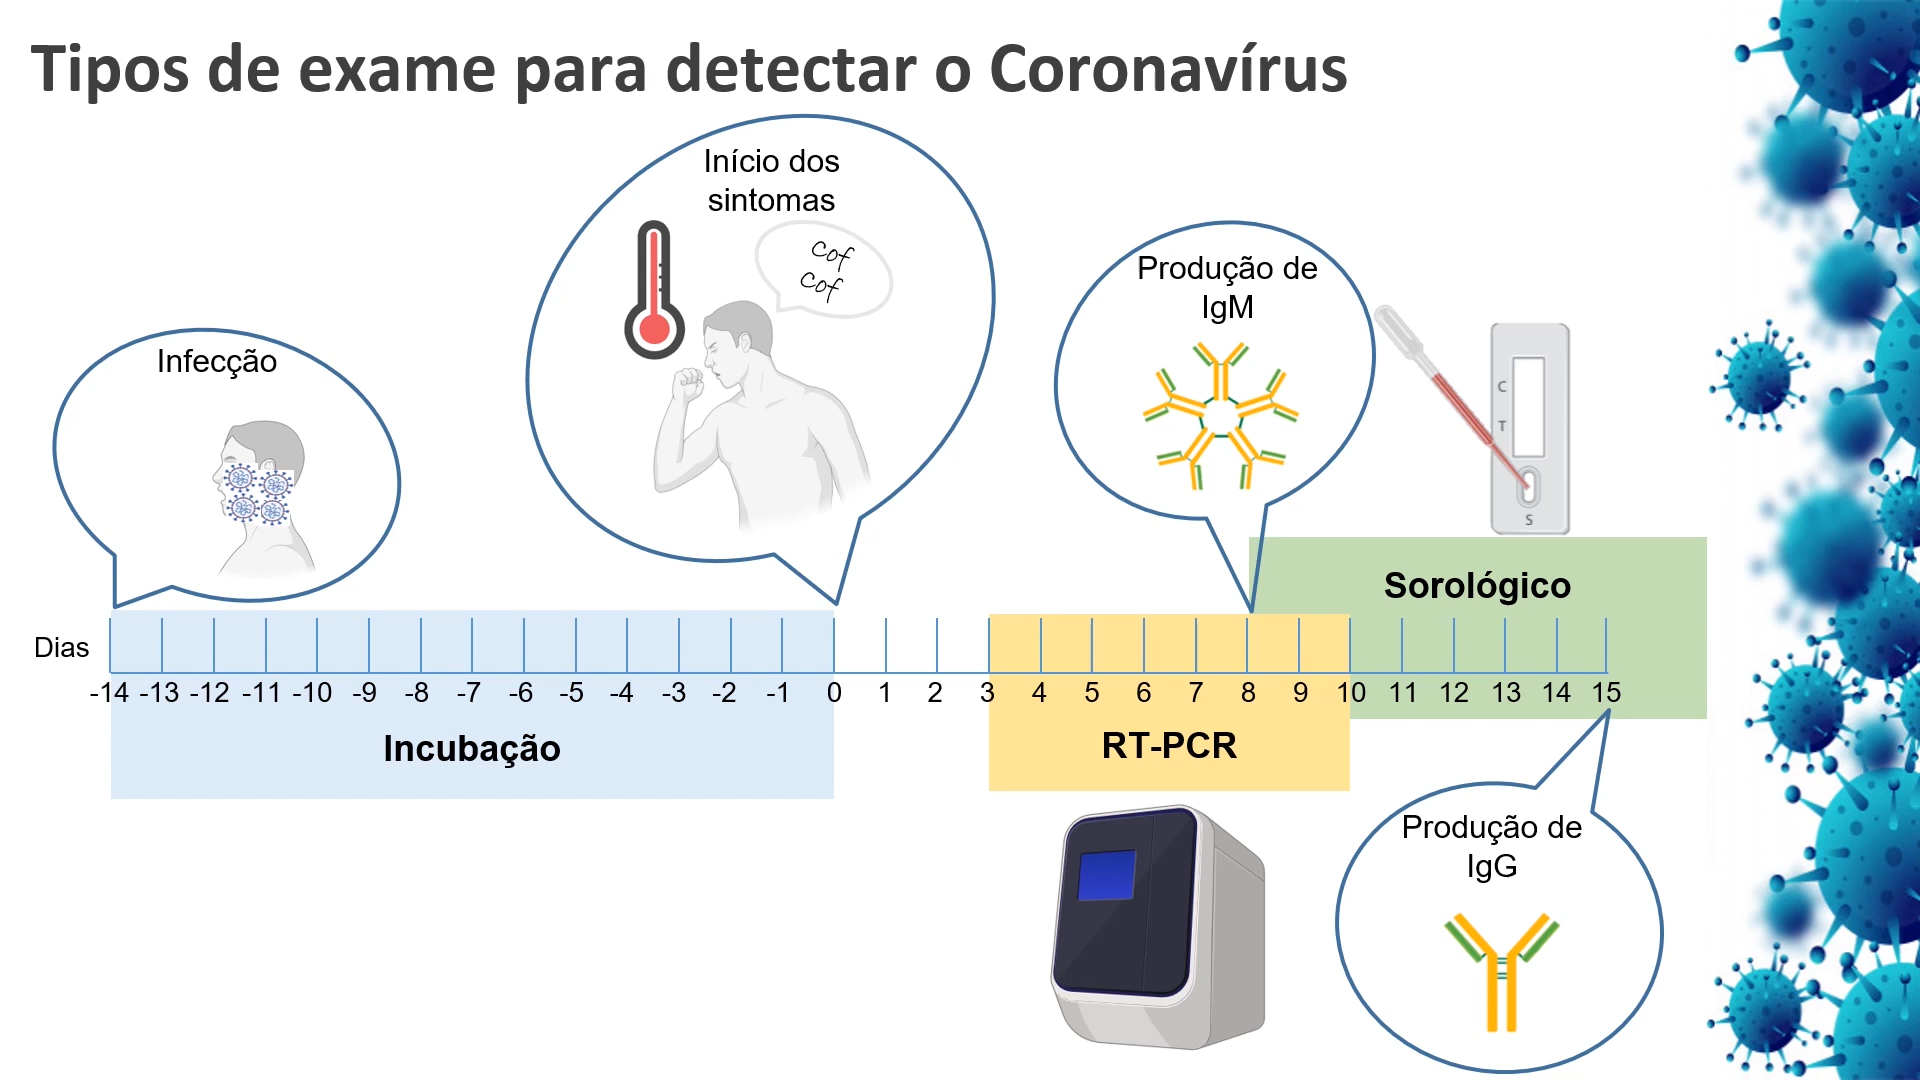 Tipos de exame para detectar o Coronavírus
Início dos
sintomas
cof
cof
Infecção
Produção de
IgM
C
T
S
Sorológico
Dias
-14 -13 -12 -11 -10 -9 -8 -7 -6 -5 -4 -3 -2 -1 0 1 2 3 4 5 6 7 8 9 10 11 12 13 14 15
Incubação
RT-PCR
Produção de
IgG